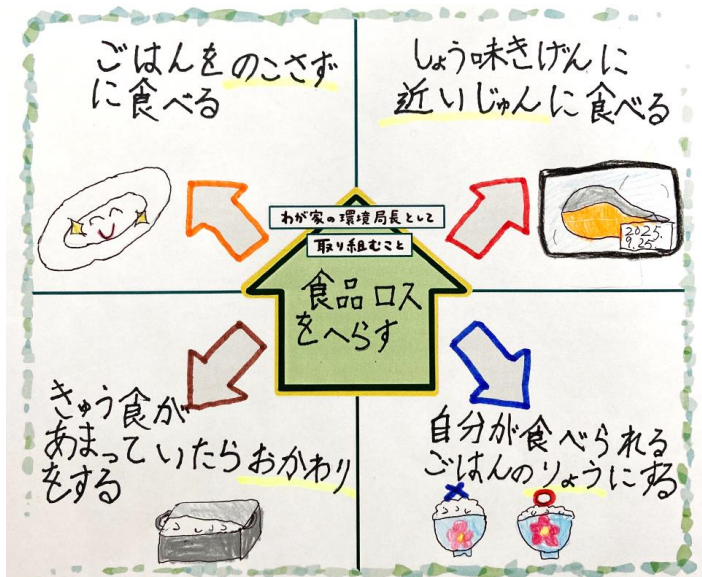 ごはんをのこさず
に食べる
しょう味きげんに
近いじゅんに食べる
わが家の環境局長として
取り組むこと
食品ロス
をへらす
2025.
9.25.
きゅう食が
あまっていたらおかわり
をする
自分が食べられる
ごはんのりょうにする